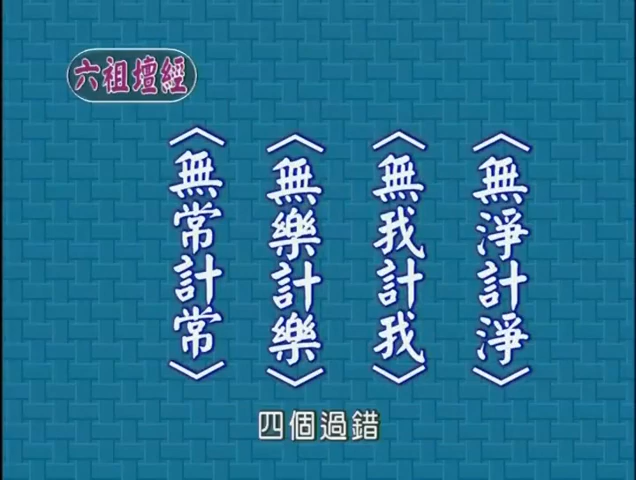 六祖壇經
〈無常計常〉
〈無樂計樂〉
〈無我計我〉
〈無淨計淨〉
四個過錯